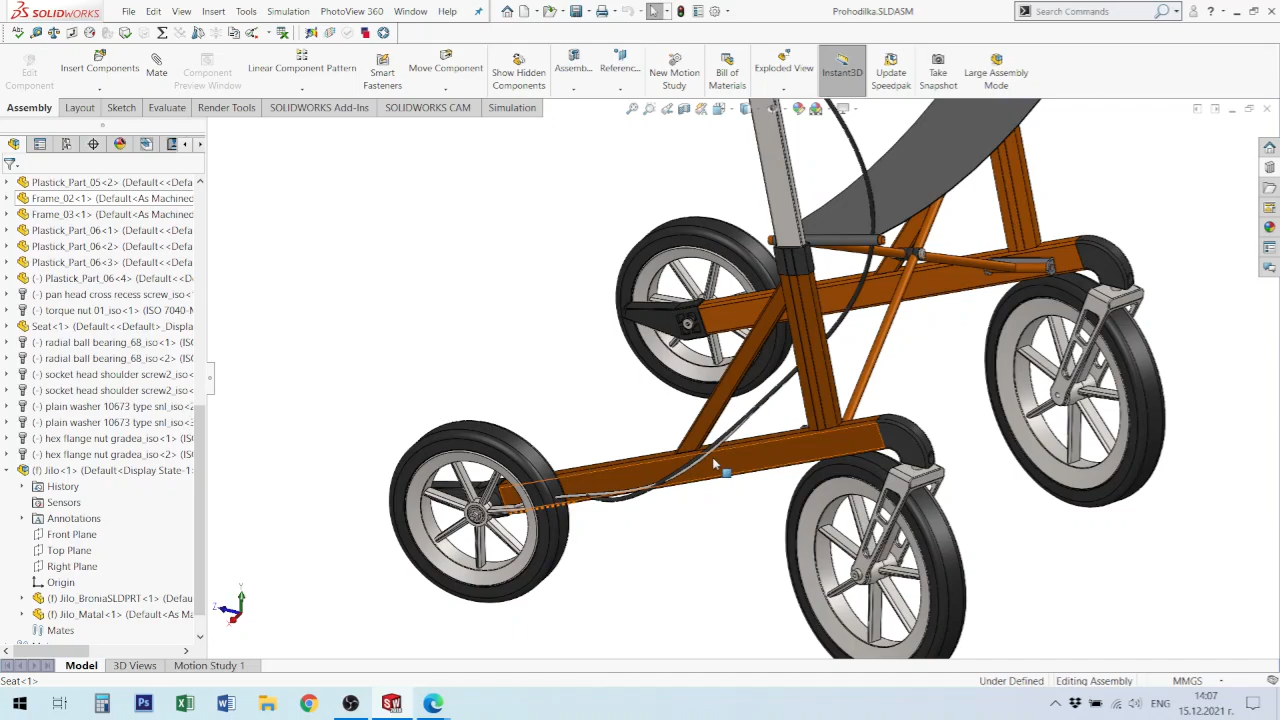 SOLIDWORKS File Edit View Insert Tools Simulation PhotoView 360 Window Help Prohodilka.SLDASM Search Commands
Edit Component
Insert Components
Mate
Component Preview Window
Linear Component Pattern
Smart Fasteners
Move Component
Show Hidden Components
Assemb...
Referenc...
New Motion Study
Bill of Materials
Exploded View
Instant3D
Update Speedpak
Take Snapshot
Large Assembly Mode
Assembly Layout Sketch Evaluate Render Tools SOLIDWORKS Add-Ins SOLIDWORKS CAM Simulation
Plastick_Part_05<2> (Default<<Defa
Frame_02<1> (Default<As Machined
Frame_03<1> (Default<As Machined
Plastick_Part_06<1> (Default<<Defa
Plastick_Part_06<2> (Default<<Defa
Plastick_Part_06<3> (Default<<Defa
(-) Plastick_Part_06<4> (Default<<D
(-) pan head cross recess screw_iso<
(-) torque nut 01_iso<1> (ISO 7040-
Seat<1> (Default<<Default>_Display
(-) radial ball bearing_68_iso<1> (IS
(-) radial ball bearing_68_iso<2> (IS
(-) socket head shoulder screw2_iso
(-) socket head shoulder screw2_iso
(-) plain washer 10673 type snl_iso<
(-) plain washer 10673 type snl_iso<
(-) hex flange nut gradea_iso<1> (IS
(-) hex flange nut gradea_iso<2> (IS
(f) Jilo<1> (Default<Display State-1
History
Sensors
Annotations
Front Plane
Top Plane
Right Plane
Origin
(f) Jilo_BroniaSLDPRT<1> (Default
(f) Jilo_Matal<1> (Default<As Ma
Mates
Y
Z
X
Model 3D Views Motion Study 1
Seat<1> Under Defined Editing Assembly MMGS
ENG
14:07
15.12.2021 г.